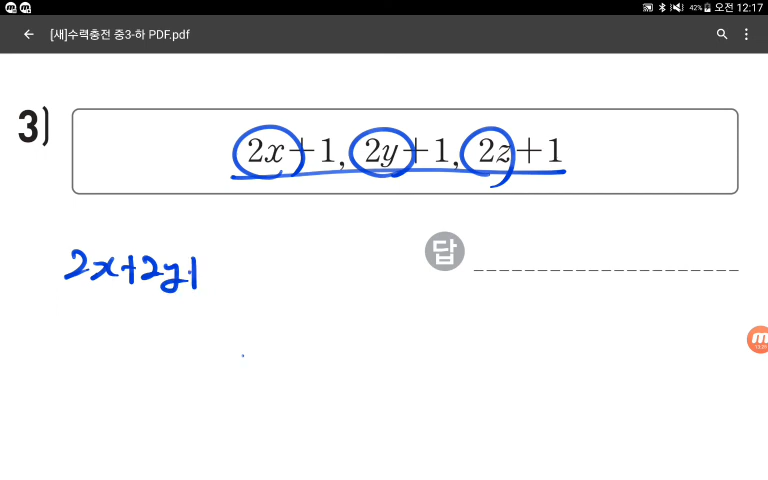 42% 오전 12:17
[새]수력충전 중3-하 PDF.pdf
3)
2x+1, 2y+1, 2z+1
답
2x+2y+